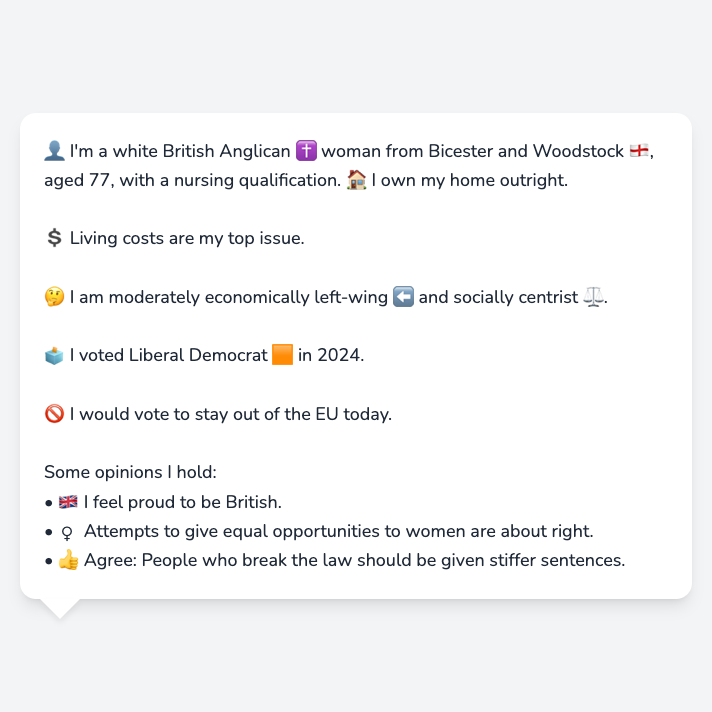 👤 I'm a white British Anglican ✝️ woman from Bicester and Woodstock 🏴󠁧󠁢󠁥󠁮󠁧󠁿,
aged 77, with a nursing qualification. 🏠 I own my home outright.
💲 Living costs are my top issue.
🤔 I am moderately economically left-wing ⬅️ and socially centrist ⚖️.
🗳️ I voted Liberal Democrat 🟧 in 2024.
🚫 I would vote to stay out of the EU today.
Some opinions I hold:
• 🇬🇧 I feel proud to be British.
• ♀ Attempts to give equal opportunities to women are about right.
• 👍 Agree: People who break the law should be given stiffer sentences.